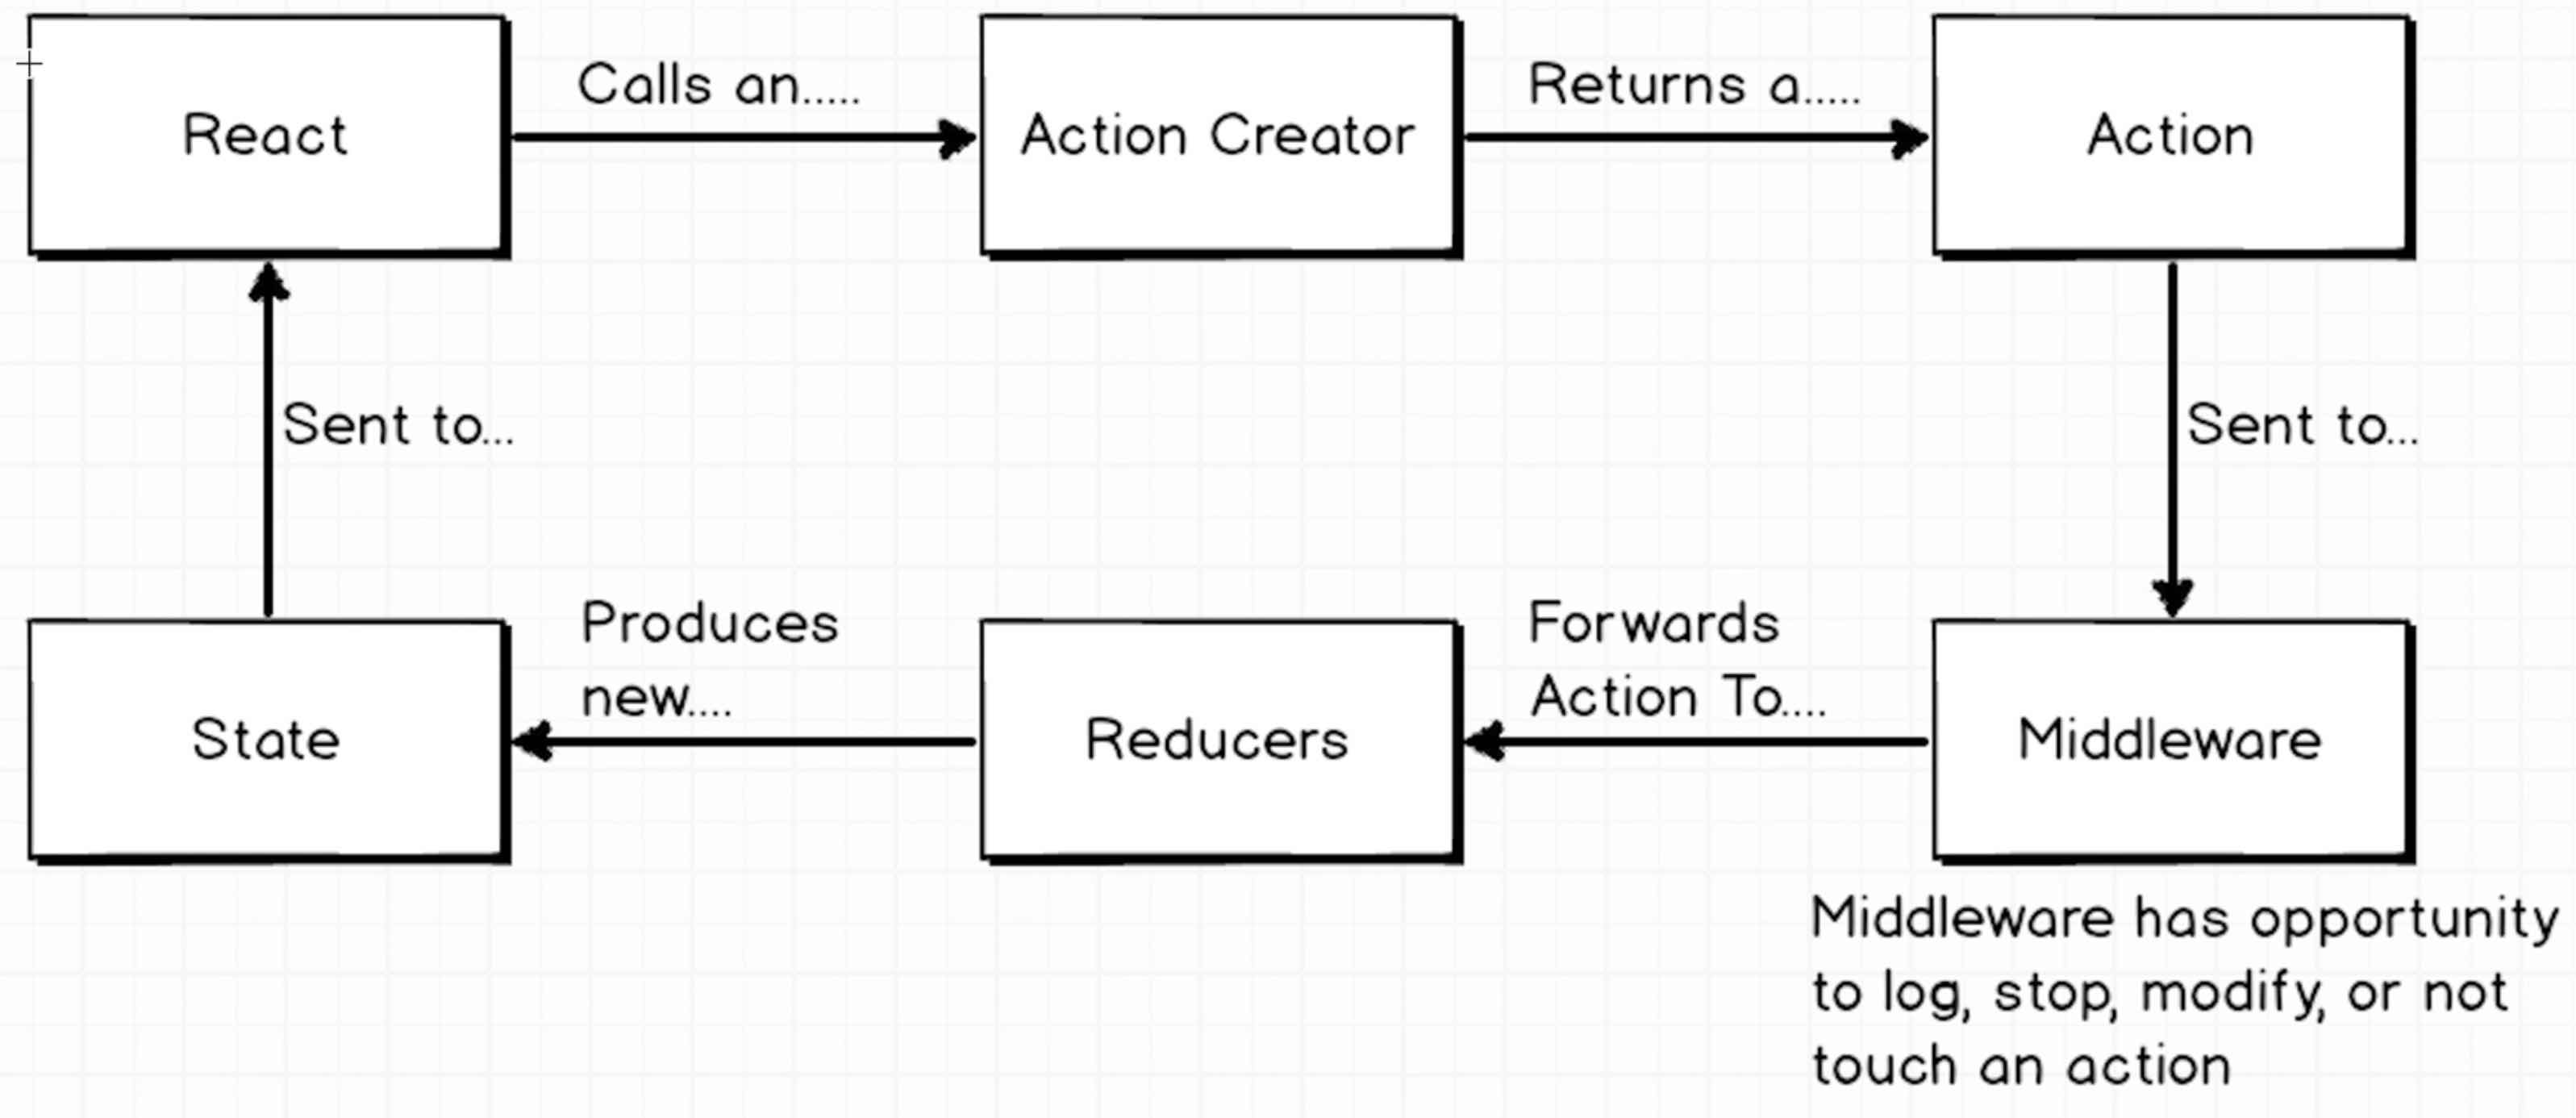 React
Calls an.....
Action Creator
Returns a.....
Action
Sent to...
Sent to...
State
Produces
new....
Reducers
Forwards
Action To....
Middleware
Middleware has opportunity
to log, stop, modify, or not
touch an action